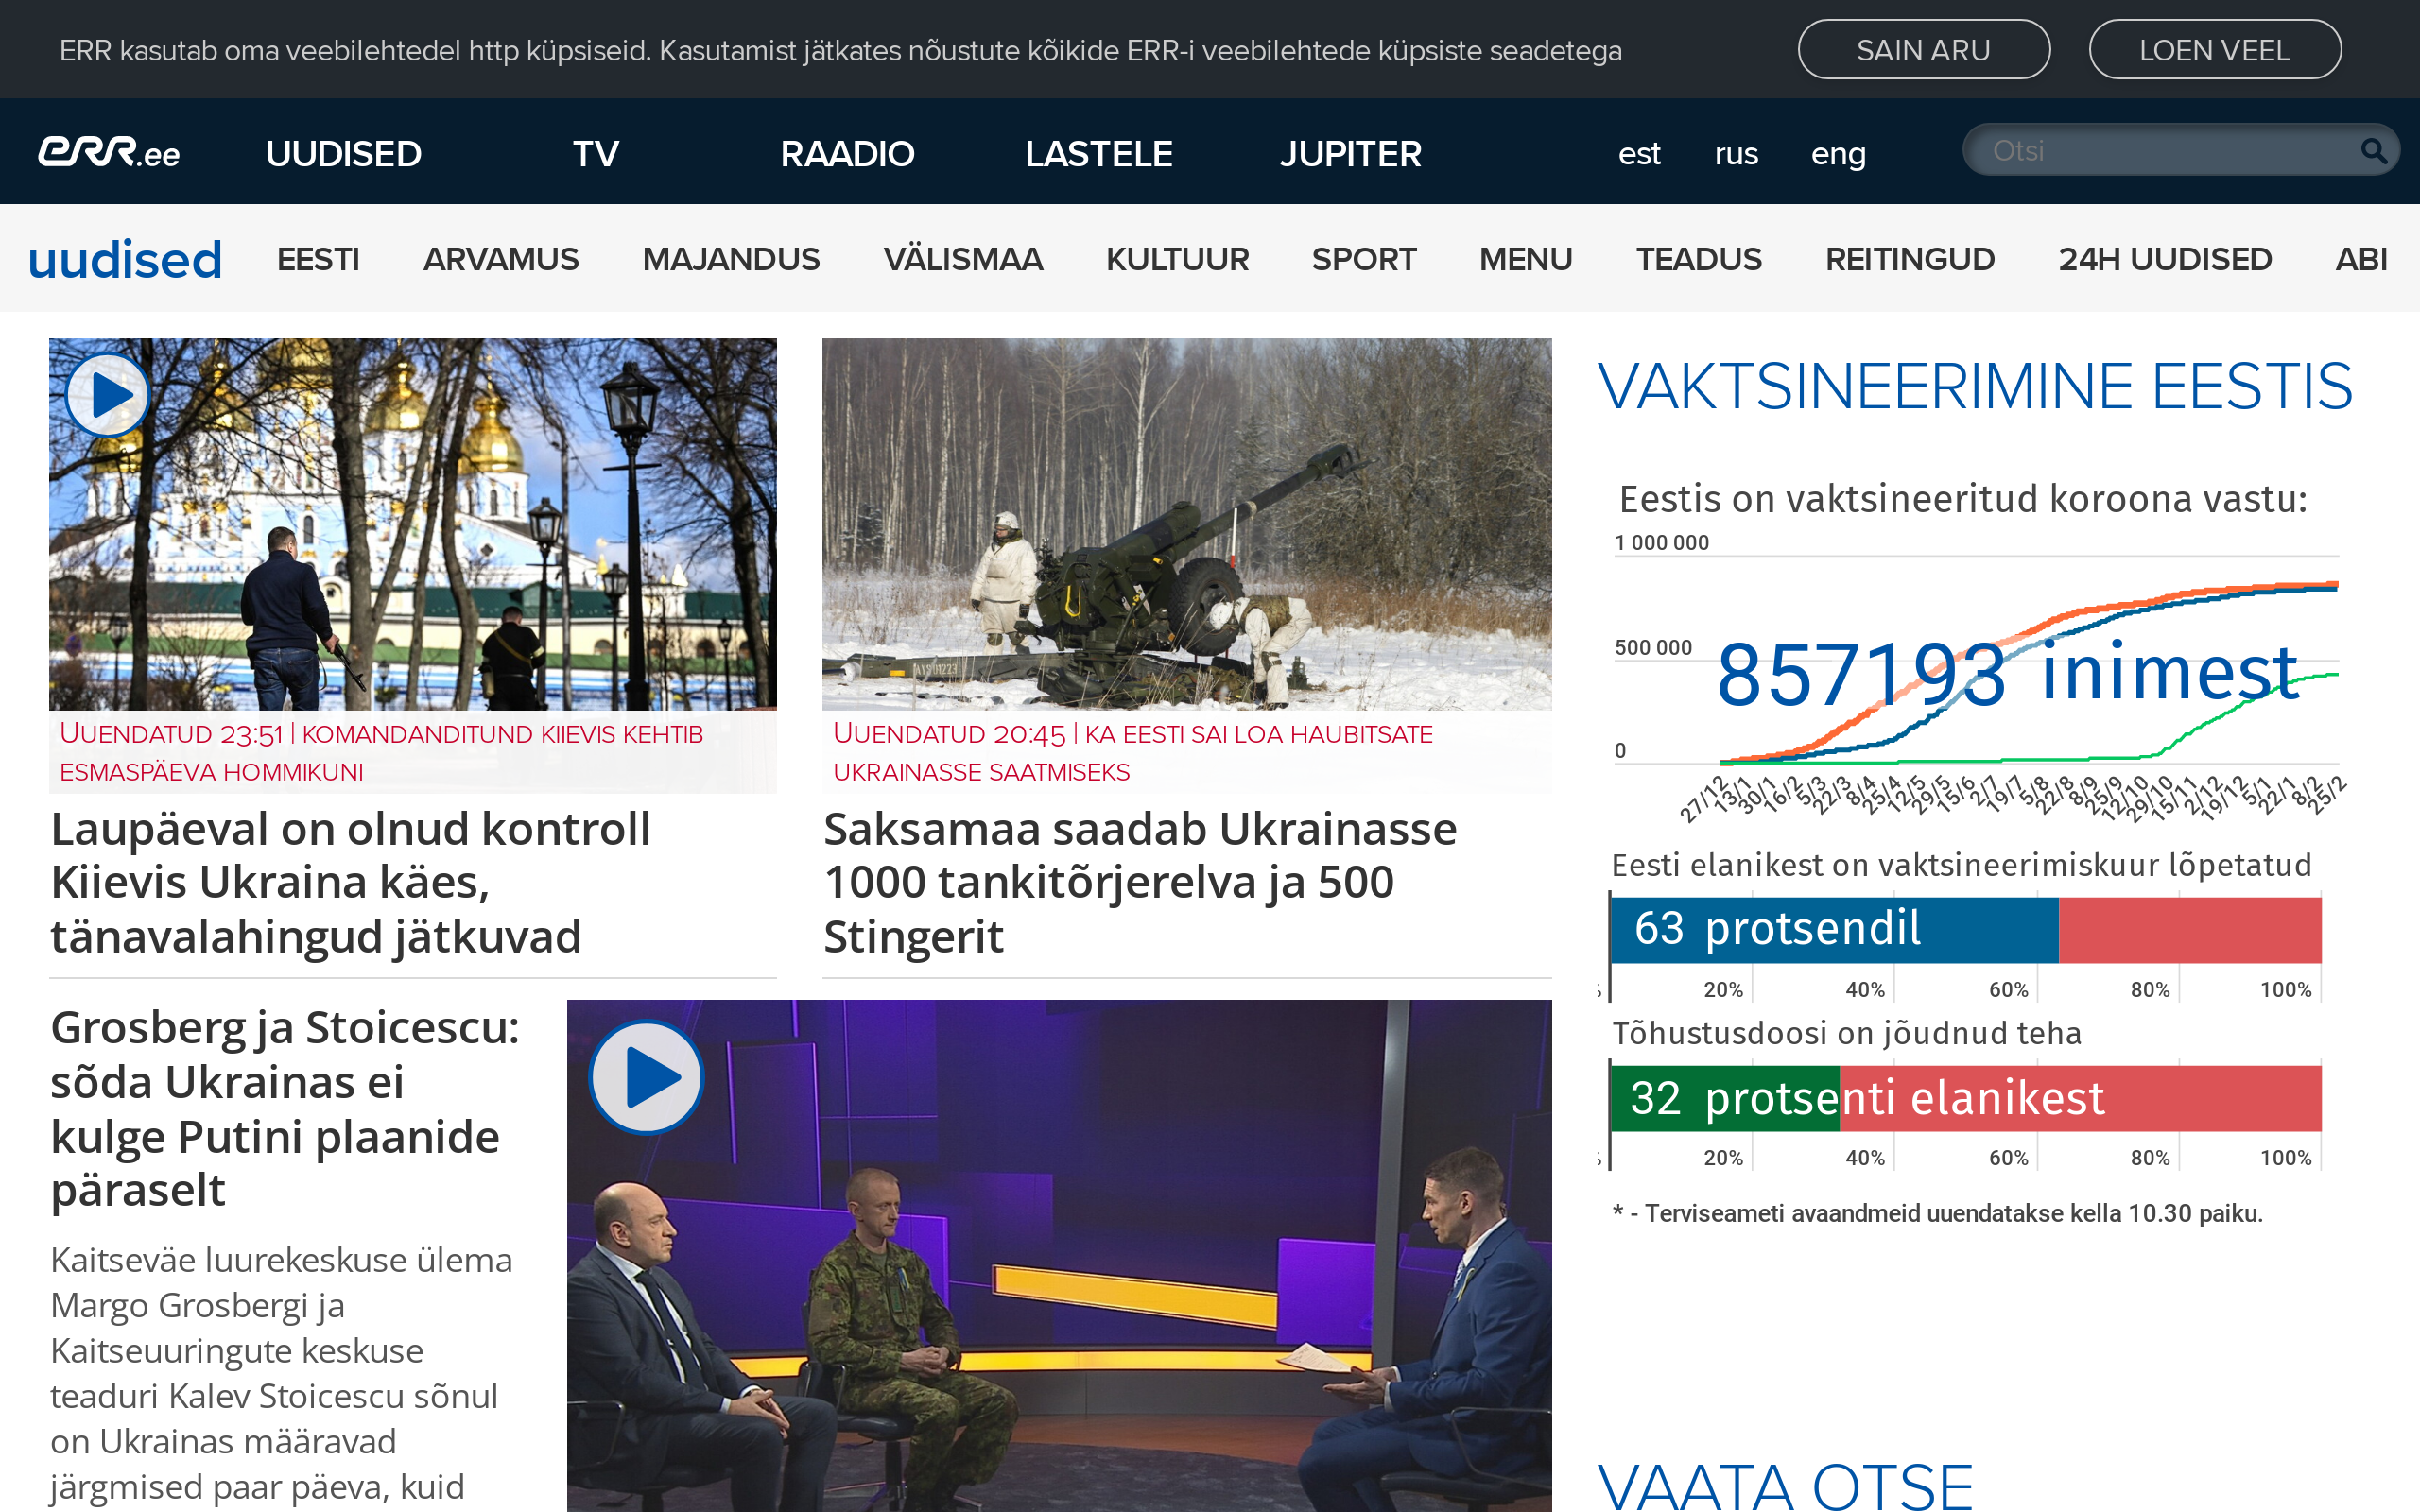 ERR kasutab oma veebilehtedel http küpsiseid. Kasutamist jätkates nõustute kõikide ERR-i veebilehtede küpsiste seadetega
SAIN ARU
LOEN VEEL
err.ee
UUDISED
TV
RAADIO
LASTELE
JUPITER
est
rus
eng
Otsi
uudised
EESTI
ARVAMUS
MAJANDUS
VÄLISMAA
KULTUUR
SPORT
MENU
TEADUS
REITINGUD
24H UUDISED
ABI
UUENDATUD 23:51 | KOMANDANDITUND KIIEVIS KEHTIB
ESMASPÄEVA HOMMIKUNI
Laupäeval on olnud kontroll
Kiievis Ukraina käes,
tänavalahingud jätkuvad
UUENDATUD 20:45 | KA EESTI SAI LOA HAUBITSATE
UKRAINASSE SAATMISEKS
Saksamaa saadab Ukrainasse
1000 tankitõrjerelva ja 500
Stingerit
Grosberg ja Stoicescu:
sõda Ukrainas ei
kulge Putini plaanide
päraselt
Kaitseväe luurekeskuse ülema
Margo Grosbergi ja
Kaitseuuringute keskuse
teaduri Kalev Stoicescu sõnul
on Ukrainas määravad
järgmised paar päeva, kuid
VAKTSINEERIMINE EESTIS
Eestis on vaktsineeritud koroona vastu:
1 000 000
500 000
857193 inimest
0
27/12 13/1 30/1 16/2 5/3 22/3 8/4 25/4 12/5 29/5 15/6 2/7 19/7 5/8 22/8 8/9 25/9 12/10 29/10 15/11 2/12 19/12 5/1 22/1 8/2 25/2
Eesti elanikest on vaktsineerimiskuur lõpetatud
63 protsendil
20% 40% 60% 80% 100%
Tõhustusdoosi on jõudnud teha
32 protsenti elanikest
20% 40% 60% 80% 100%
* - Terviseameti avaandmeid uuendatakse kella 10.30 paiku.
VAATA OTSE